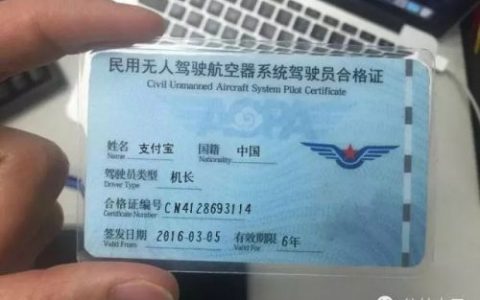 民用无人驾驶航空器系统驾驶员合格证
Civil Unmanned Aircraft System Pilot Certificate
AOPA
姓名 支付宝 国籍 中国
Name Nationality
驾驶员类型 机长
Driver Type
合格证编号 CN4128693114
Certificate Number
签发日期 2016-03-05 有效期限 6年
Valid From Valid To